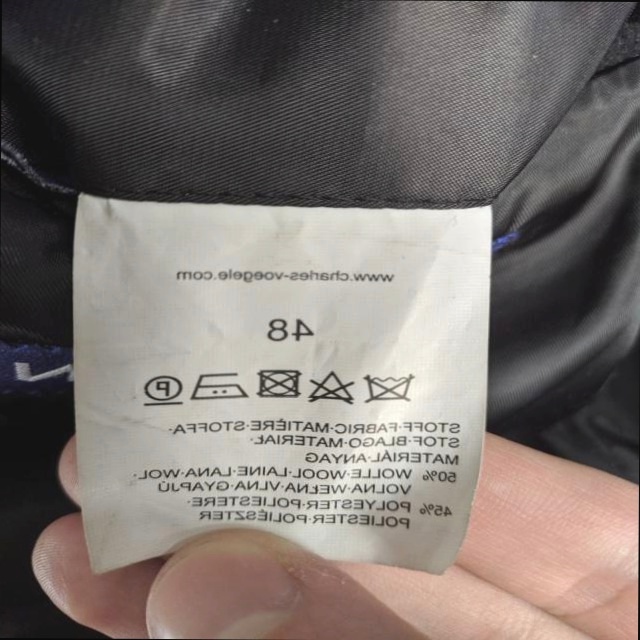 www.charles-voegele.com
48
P
STOFF·FABRIC·MATIÈRE·STOFFA·
STOF·BLAGO·MATERIAŁ·
MATERIÁL·ANYAG
50% WOLLE·WOOL·LAINE·LANA·WOL·
VOLNA·WEŁNA·VLNA·GYAPJÚ
45% POLYESTER·POLIESTERE·
POLIESTER·POLIÉSZTER